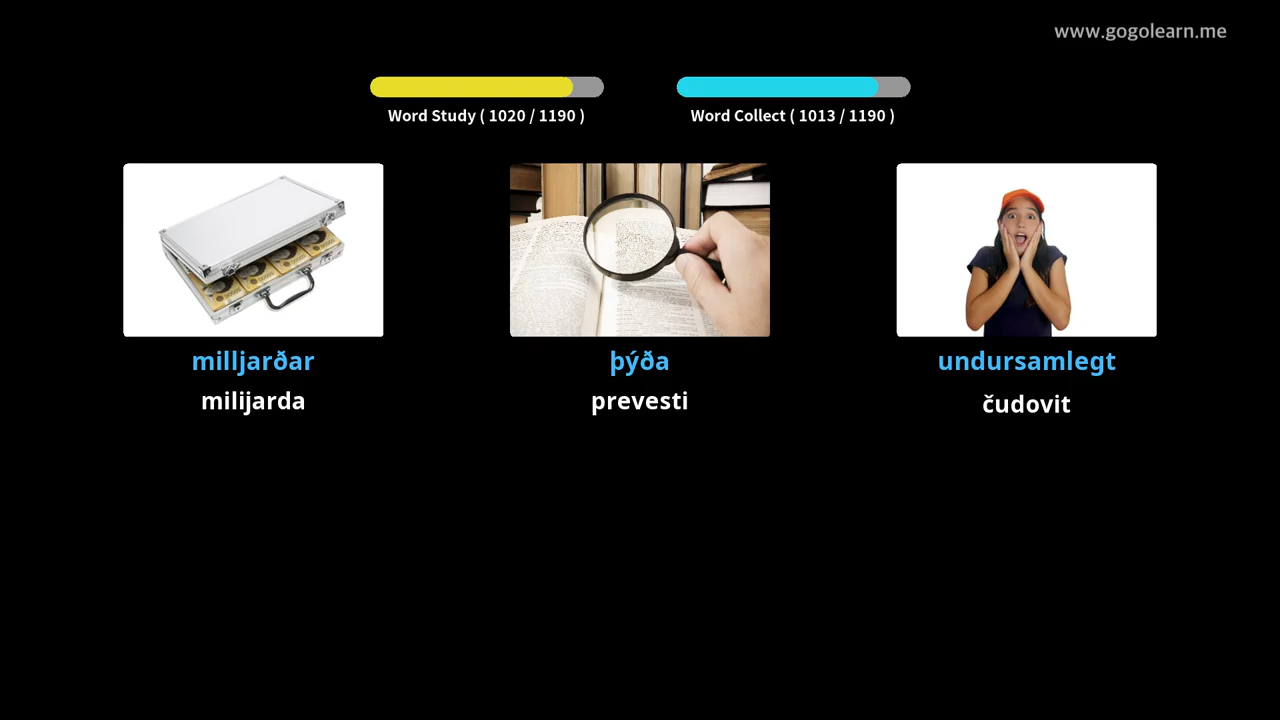 www.gogolearn.me
Word Study ( 1020 / 1190 )
Word Collect ( 1013 / 1190 )
milljarðar
þýða
undursamlegt
milijarda
prevesti
čudovit